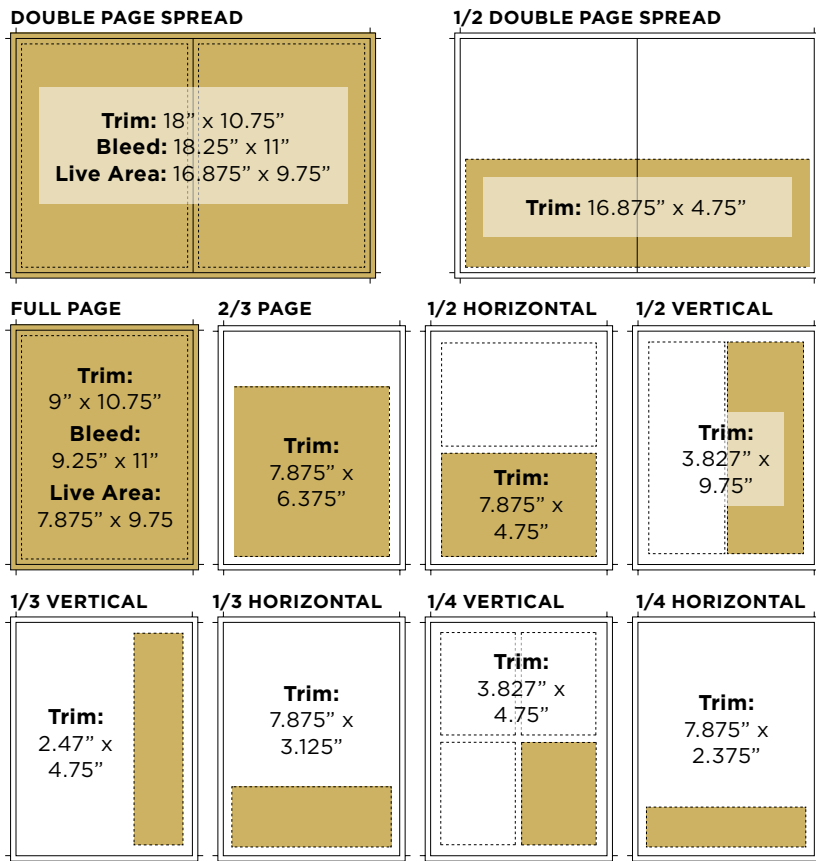 DOUBLE PAGE SPREAD
Trim: 18” x 10.75”
Bleed: 18.25” x 11”
Live Area: 16.875” x 9.75”
1/2 DOUBLE PAGE SPREAD
Trim: 16.875” x 4.75”
FULL PAGE
Trim:
9” x 10.75”
Bleed:
9.25” x 11”
Live Area:
7.875” x 9.75
2/3 PAGE
Trim:
7.875” x
6.375”
1/2 HORIZONTAL
Trim:
7.875” x
4.75”
1/2 VERTICAL
Trim:
3.827” x
9.75”
1/3 VERTICAL
Trim:
2.47” x
4.75”
1/3 HORIZONTAL
Trim:
7.875” x
3.125”
1/4 VERTICAL
Trim:
3.827” x
4.75”
1/4 HORIZONTAL
Trim:
7.875” x
2.375”